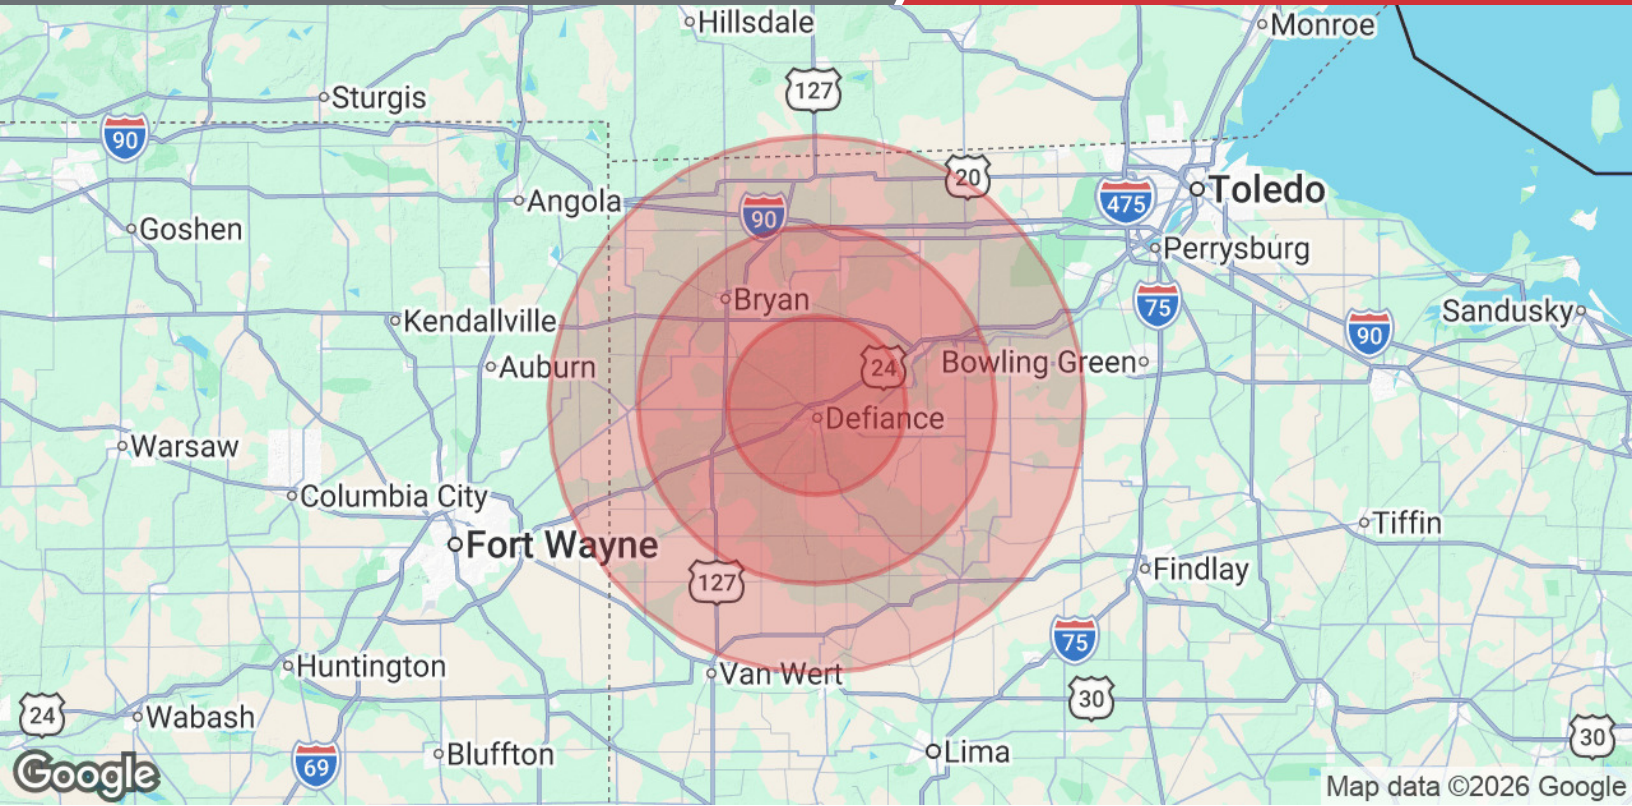 Hillsdale
Monroe
127
Sturgis
90
20
Toledo
Angola
475
90
Goshen
Perrysburg
Bryan
75
Sandusky
Kendallville
90
24
Bowling Green
Auburn
Defiance
Warsaw
Columbia City
Tiffin
Fort Wayne
127
Findlay
75
Huntington
Van Wert
30
24
Wabash
30
Lima
Bluffton
69
Google
Map data ©2026 Google